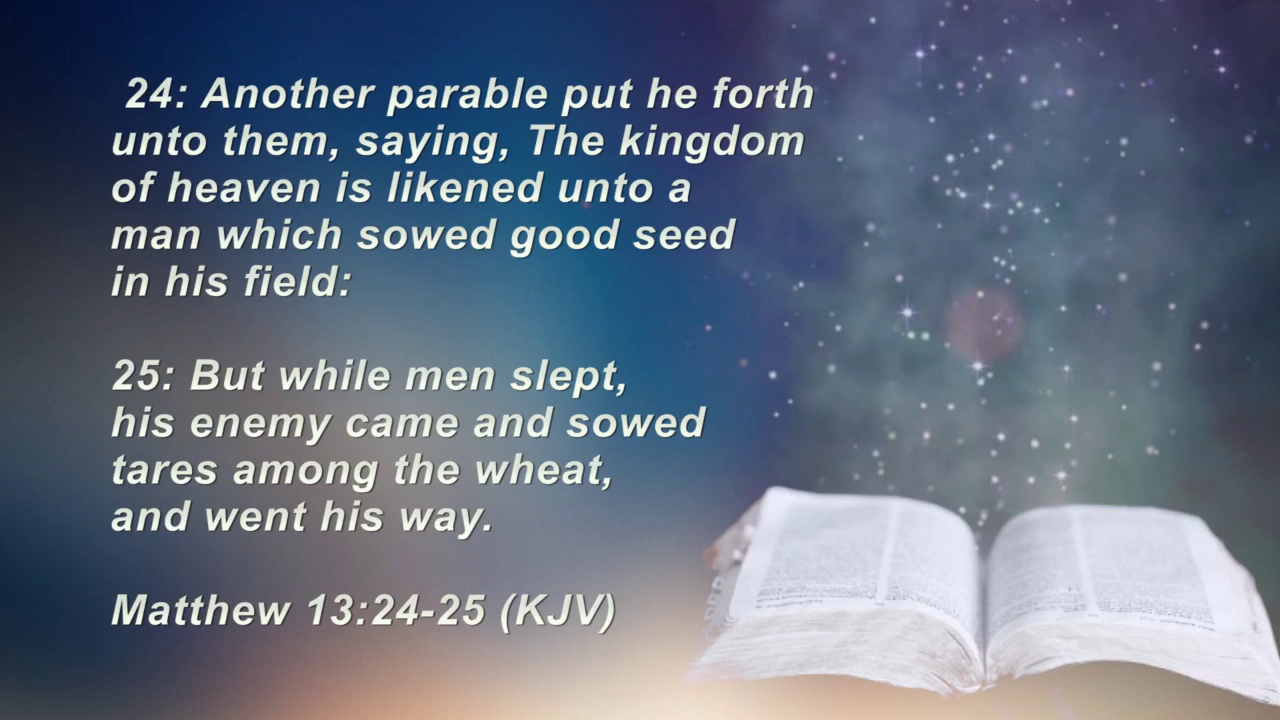 24: Another parable put he forth
unto them, saying, The kingdom
of heaven is likened unto a
man which sowed good seed
in his field:
25: But while men slept,
his enemy came and sowed
tares among the wheat,
and went his way.
Matthew 13:24-25 (KJV)